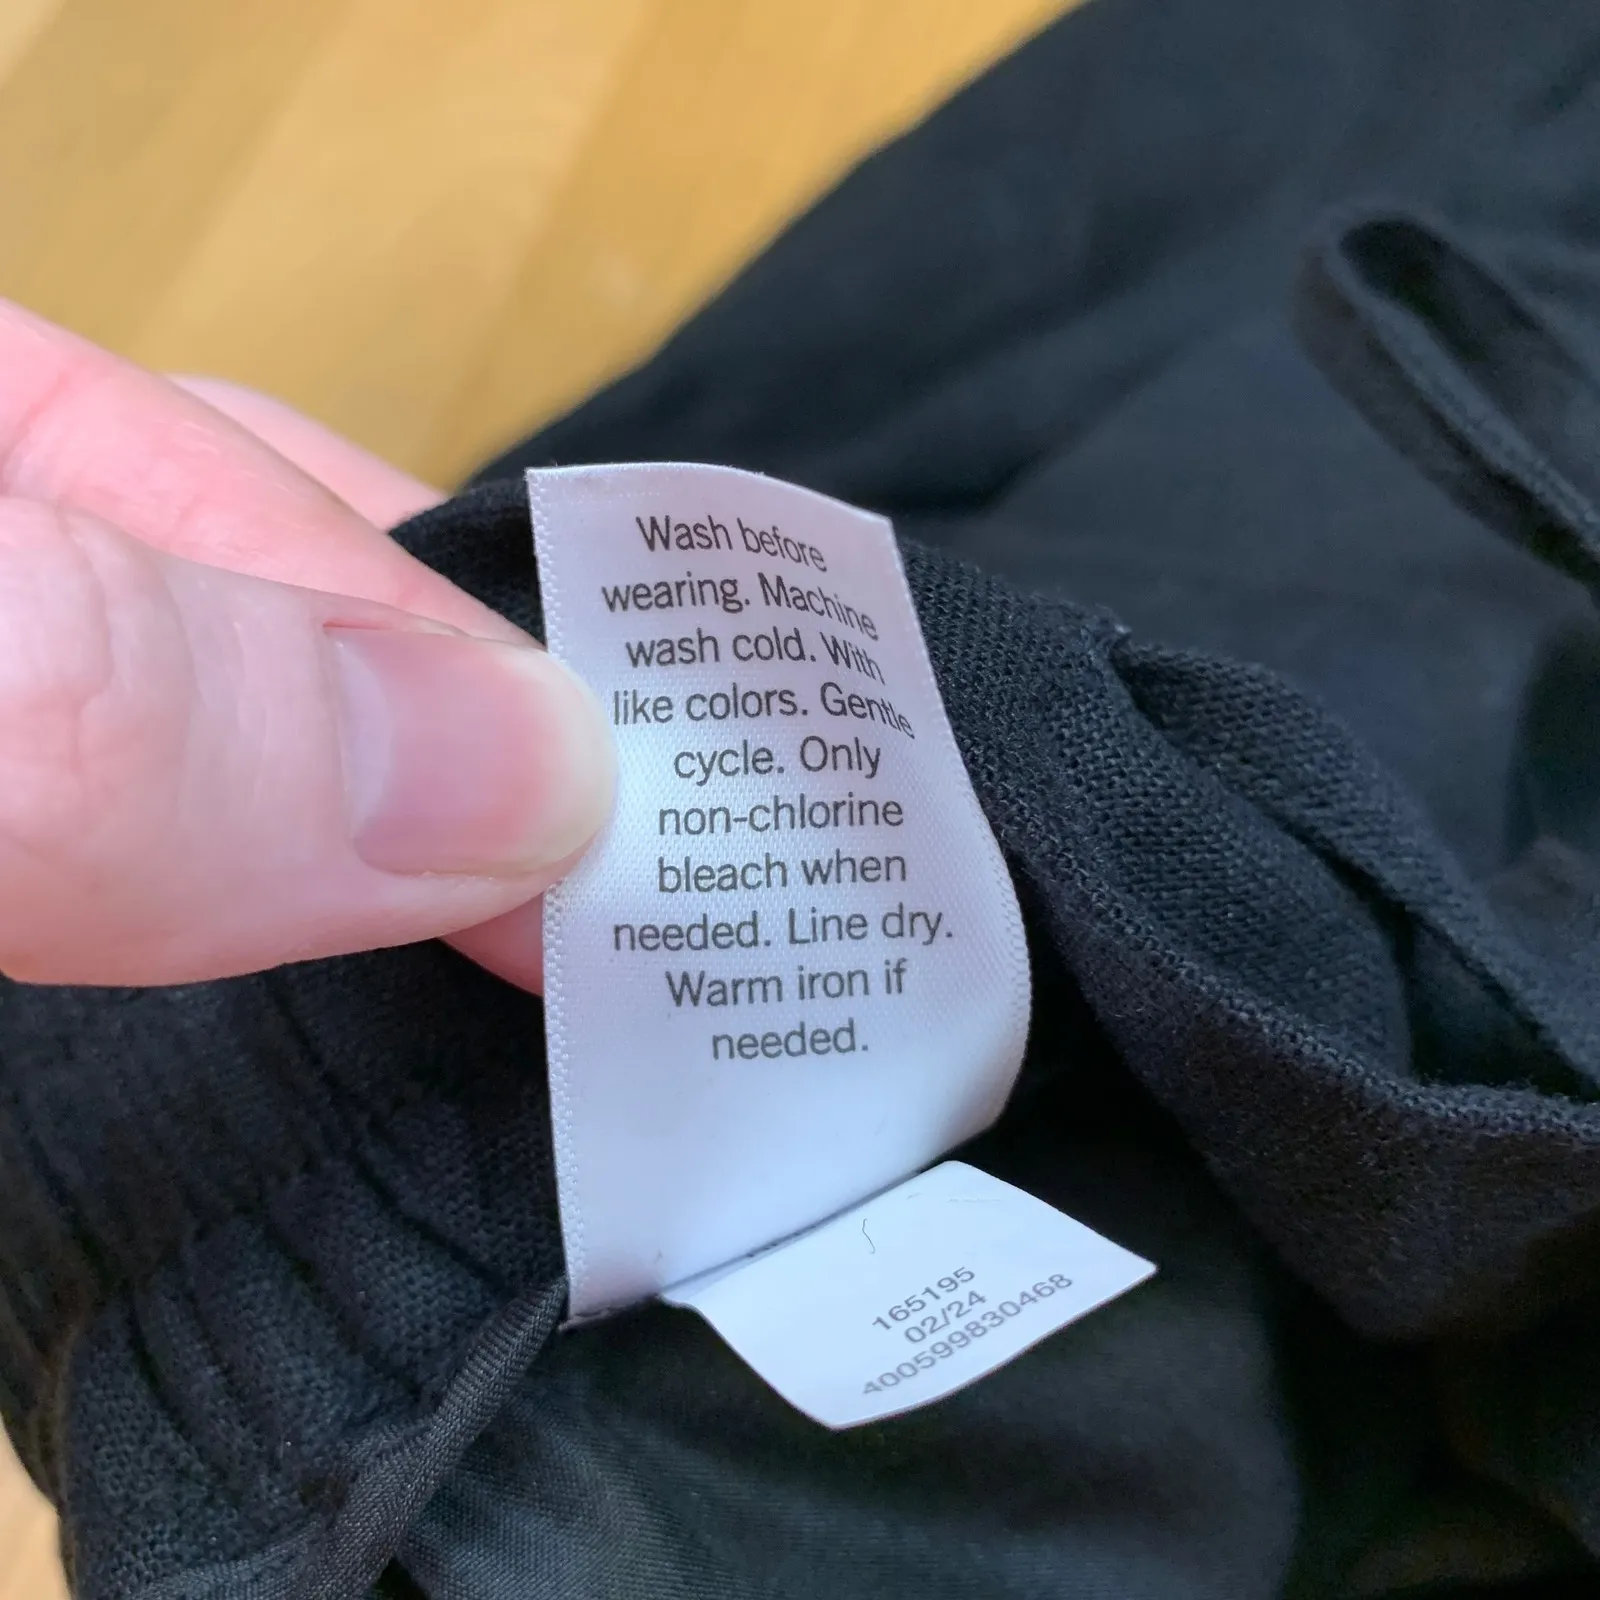 Wash before
wearing. Machine
wash cold. With
like colors. Gentle
cycle. Only
non-chlorine
bleach when
needed. Line dry.
Warm iron if
needed.
165195
02/24
400599830468